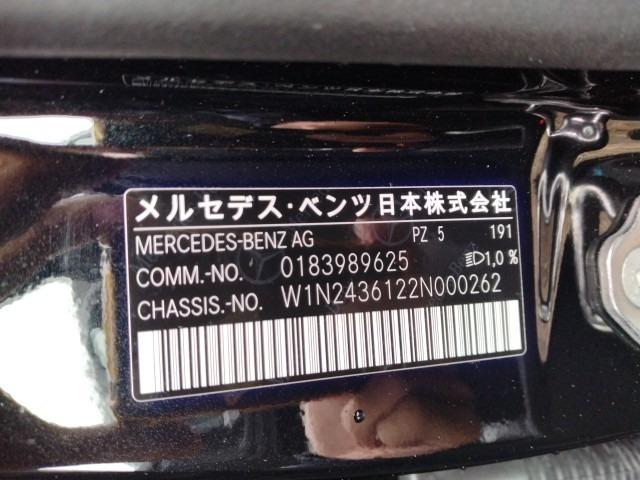 メルセデス・ベンツ日本株式会社
MERCEDES-BENZ AG PZ 5 191
COMM.-NO. 0183989625 1,0 %
CHASSIS.-NO. W1N2436122N000262